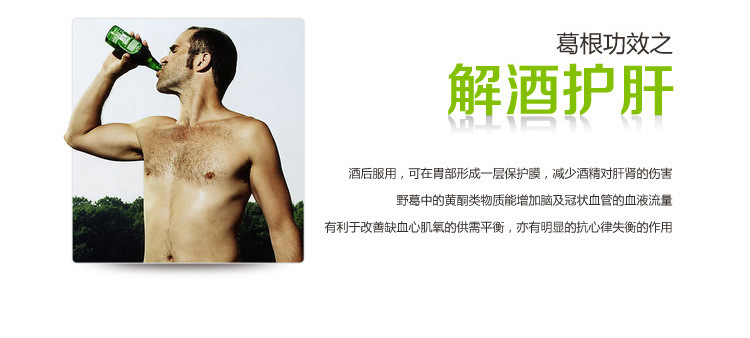 葛根功效之
解酒护肝
酒后服用，可在胃部形成一层保护膜，减少酒精对肝肾的伤害
野葛中的黄酮类物质能增加脑及冠状血管的血液流量
有利于改善缺血心肌氧的供需平衡，亦有明显的抗心律失衡的作用